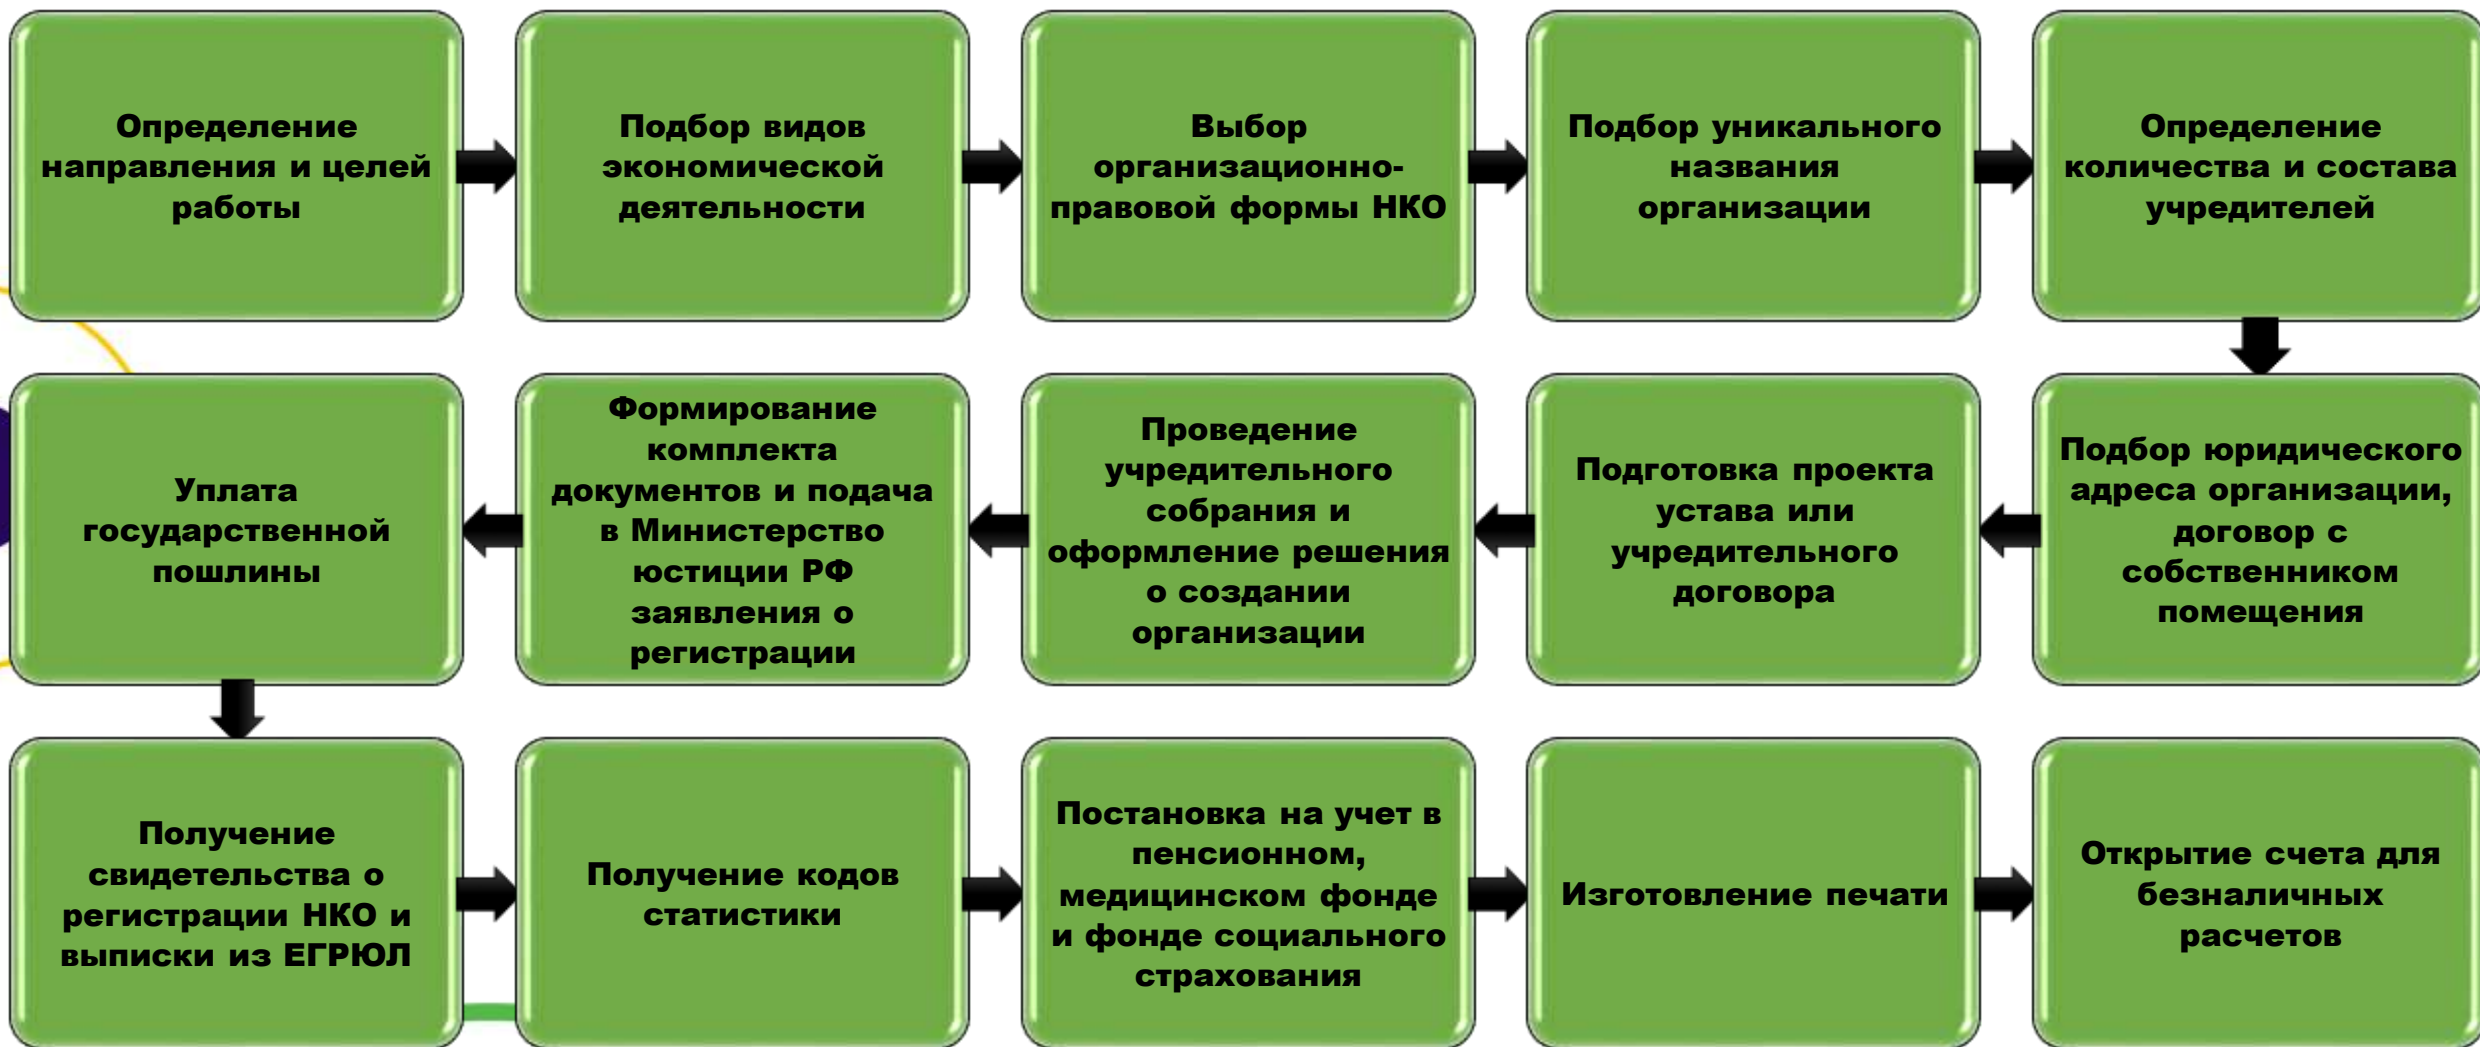 Определение
направления и целей
работы
Подбор видов
экономической
деятельности
Выбор
организационно-
правовой формы НКО
Подбор уникального
названия
организации
Определение
количества и состава
учредителей
Подбор юридического
адреса организации,
договор с
собственником
помещения
Подготовка проекта
устава или
учредительного
договора
Проведение
учредительного
собрания и
оформление решения
о создании
организации
Формирование
комплекта
документов и подача
в Министерство
юстиции РФ
заявления о
регистрации
Уплата
государственной
пошлины
Получение
свидетельства о
регистрации НКО и
выписки из ЕГРЮЛ
Получение кодов
статистики
Постановка на учет в
пенсионном,
медицинском фонде
и фонде социального
страхования
Изготовление печати
Открытие счета для
безналичных
расчетов